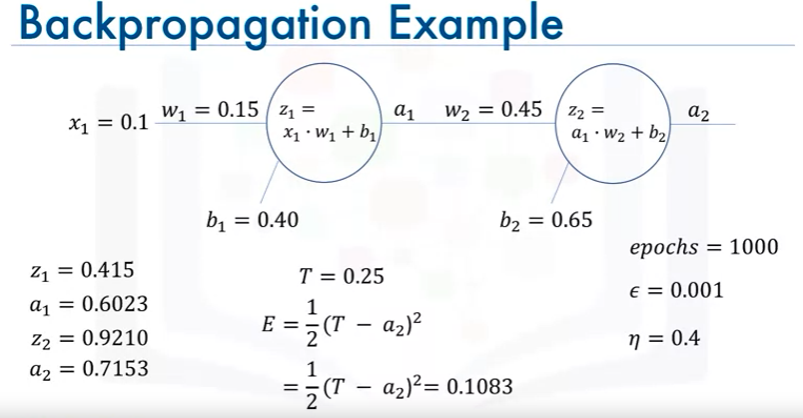 Backpropagation Example
x₁ = 0.1
w₁ = 0.15
z₁ =
x₁ · w₁ + b₁
a₁
w₂ = 0.45
z₂ =
a₁ · w₂ + b₂
a₂
b₁ = 0.40
b₂ = 0.65
z₁ = 0.415
a₁ = 0.6023
z₂ = 0.9210
a₂ = 0.7153
T = 0.25
E = 1/2 (T − a₂)²
= 1/2 (T − a₂)² = 0.1083
epochs = 1000
ϵ = 0.001
η = 0.4